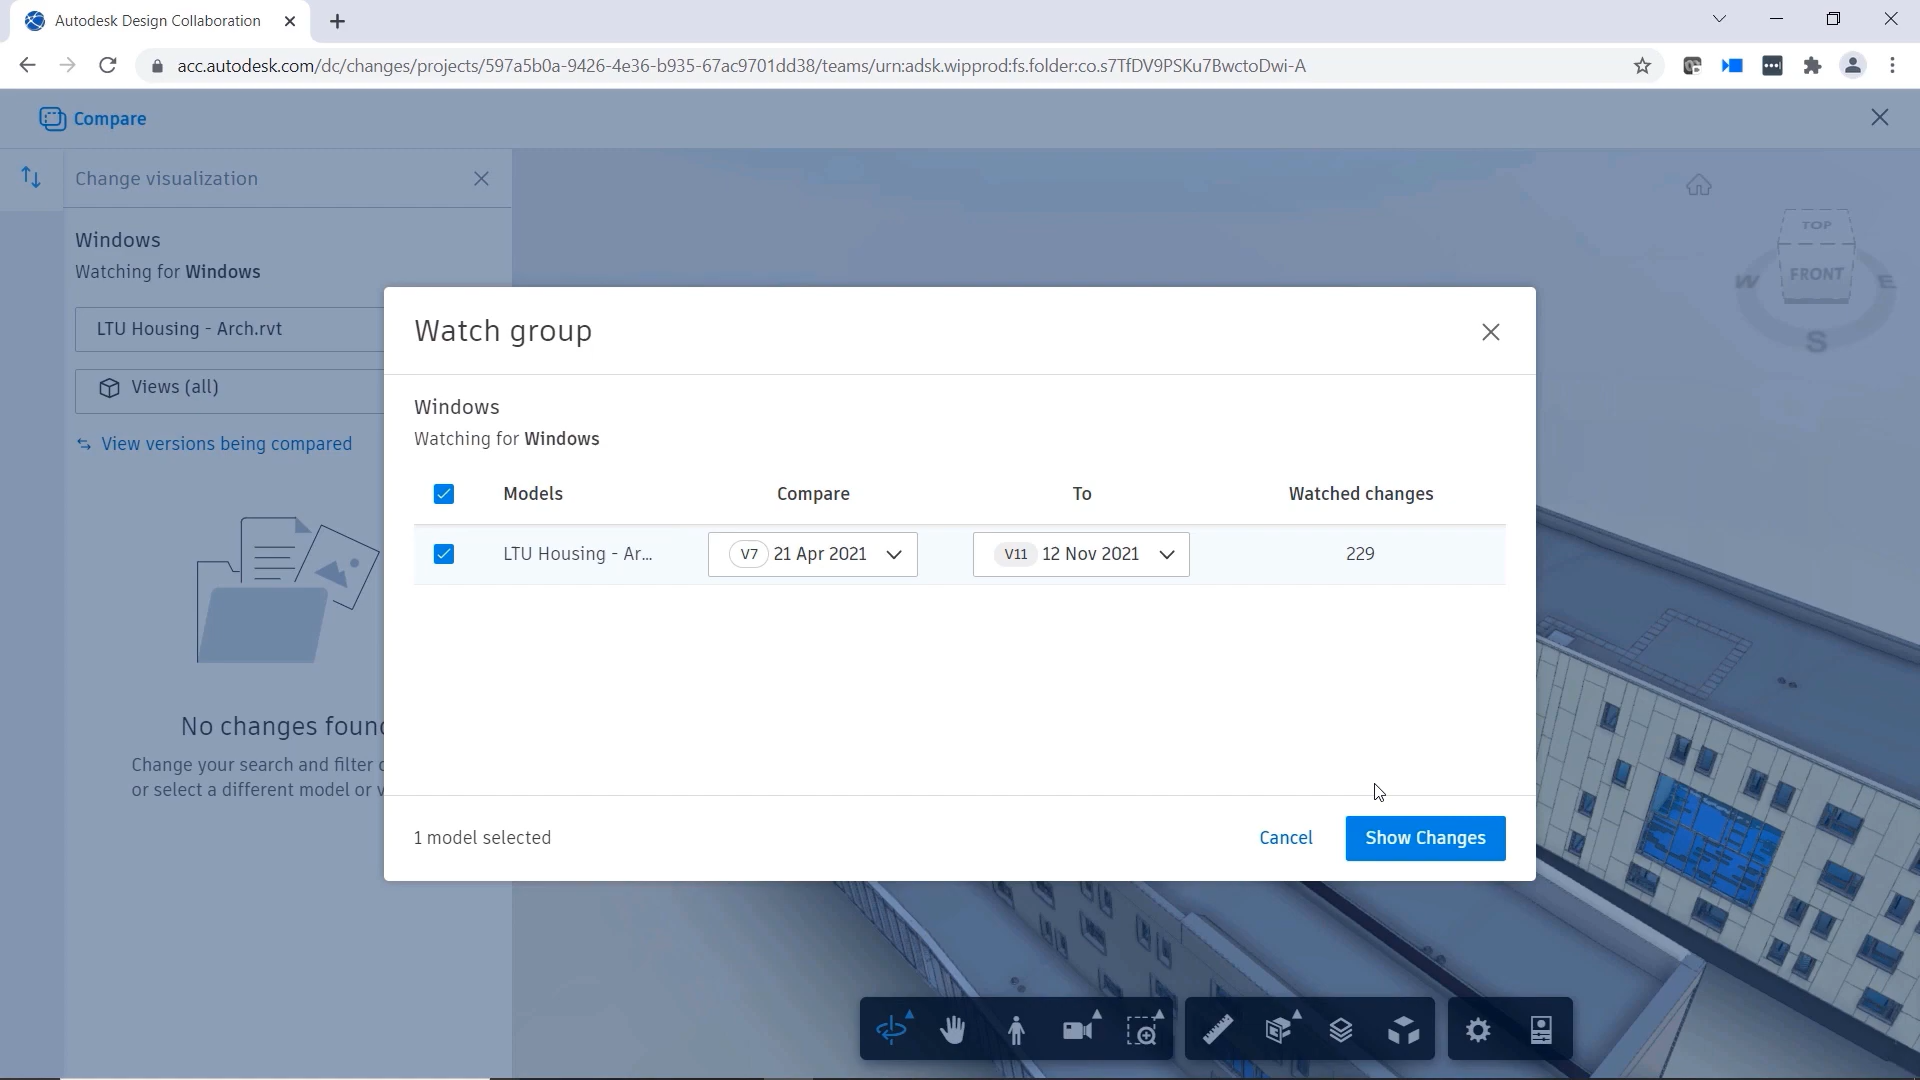 Autodesk Design Collaboration
acc.autodesk.com/dc/changes/projects/597a5b0a-9426-4e36-b935-67ac9701dd38/teams/urn:adsk.wipprod:fs.folder:co.s7TfDV9PSKu7BwctoDwi-A
Compare
Change visualization
Windows
Watching for Windows
LTU Housing - Arch.rvt
Views (all)
View versions being compared
No changes found
Change your search and filter
or select a different model or
TOP
FRONT
W
E
S
Watch group
Windows
Watching for Windows
Models Compare To Watched changes
LTU Housing - Ar... V7 21 Apr 2021 V11 12 Nov 2021 229
1 model selected
Cancel
Show Changes